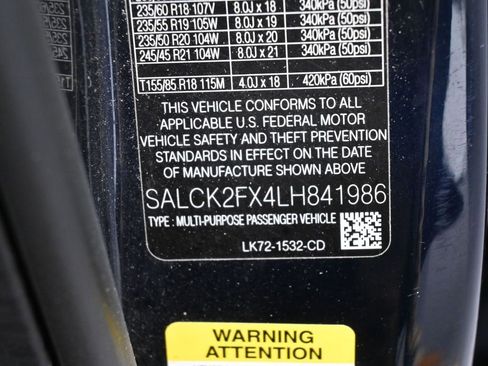 235/60 R18 107V 8.0J x 18 340kPa (50psi)
235/55 R19 105W 8.0J x 19 340kPa (50psi)
235/50 R20 104W 8.0J x 20 340kPa (50psi)
245/45 R21 104W 8.0J x 21 340kPa (50psi)
T155/85 R18 115M 4.0J x 18 420kPa (60psi)
THIS VEHICLE CONFORMS TO ALL
APPLICABLE U.S. FEDERAL MOTOR
VEHICLE SAFETY AND THEFT PREVENTION
STANDARDS IN EFFECT ON THE DATE
OF MANUFACTURE SHOWN ABOVE
SALCK2FX4LH841986
TYPE : MULTI-PURPOSE PASSENGER VEHICLE
LK72-1532-CD
WARNING
ATTENTION